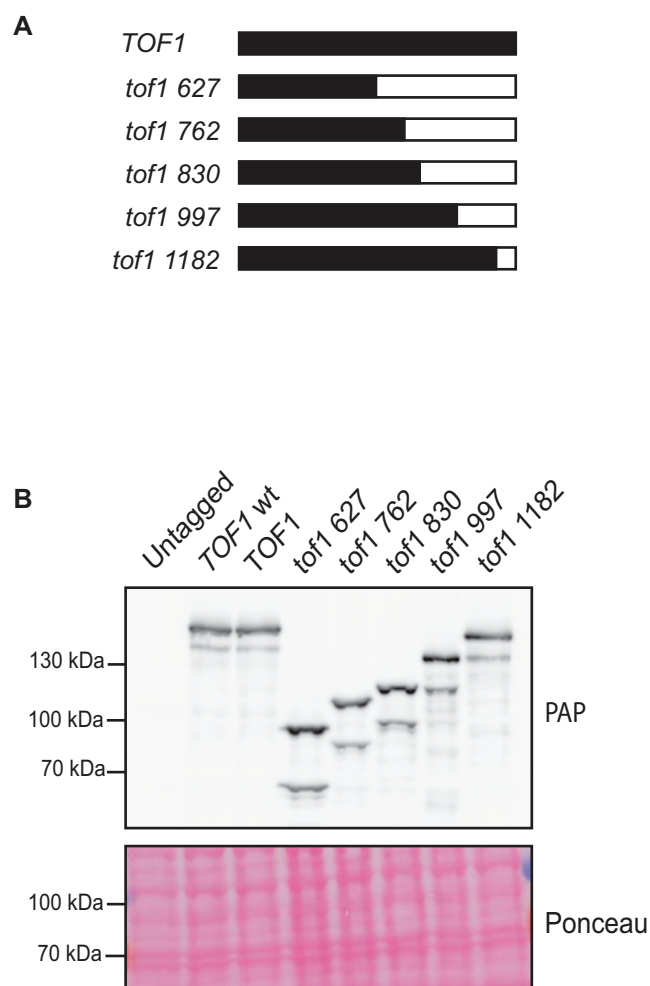 A
TOF1
tof1 627
tof1 762
tof1 830
tof1 997
tof1 1182
B
Untagged
TOF1 wt
TOF1
tof1 627
tof1 762
tof1 830
tof1 997
tof1 1182
130 kDa
100 kDa
70 kDa
PAP
100 kDa
70 kDa
Ponceau